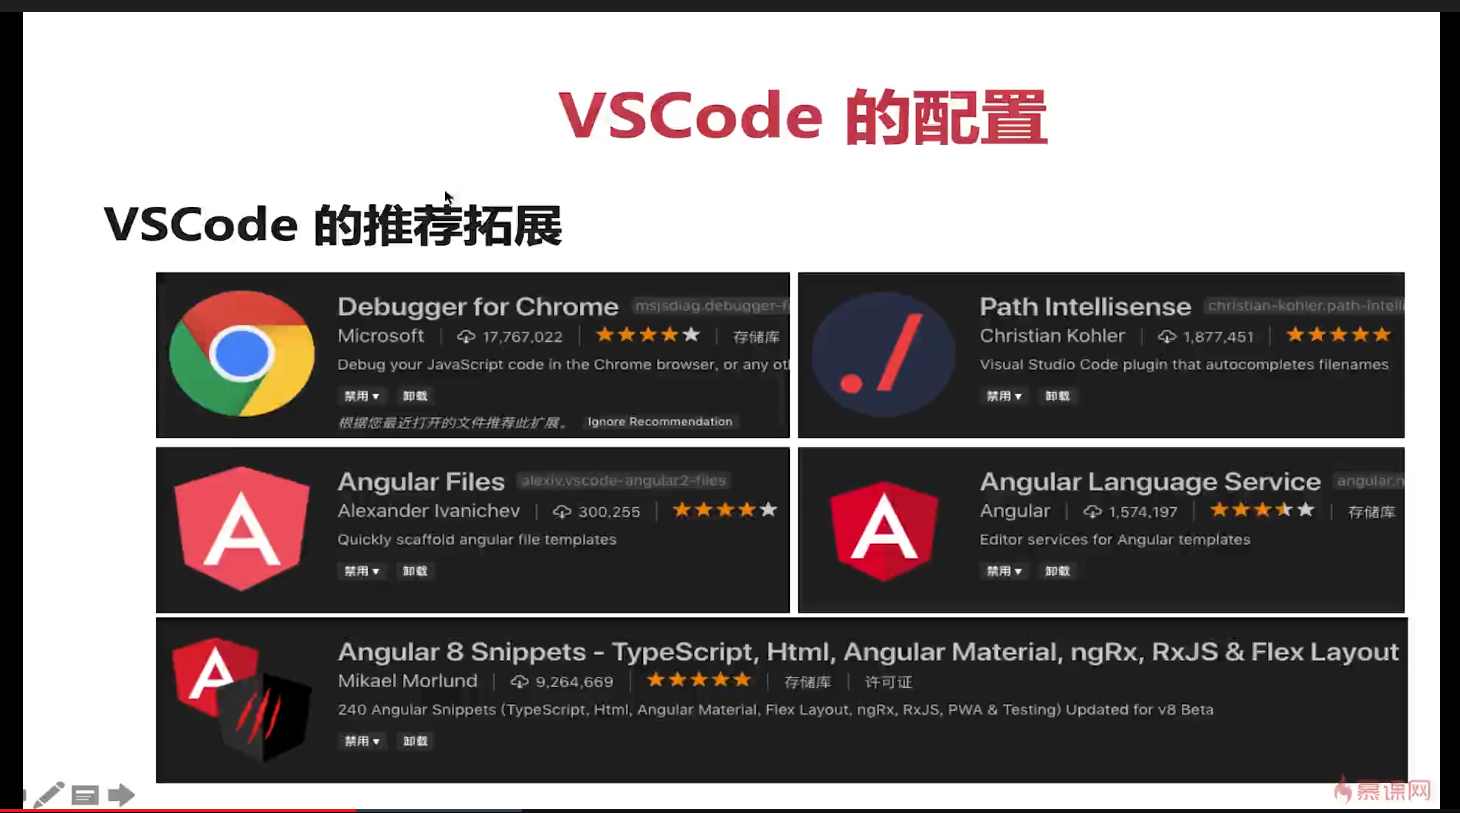 VSCode 的配置
VSCode 的推荐拓展
Debugger for Chrome msjsdiag.debugger-f
Microsoft 17,767,022 存储库
Debug your JavaScript code in the Chrome browser, or any ot
禁用 卸载
根据您最近打开的文件推荐此扩展。 Ignore Recommendation
Path Intellisense christian-kohler.path-intelli
Christian Kohler 1,877,451
Visual Studio Code plugin that autocompletes filenames
禁用 卸载
Angular Files alexiv.vscode-angular2-files
Alexander Ivanichev 300,255
Quickly scaffold angular file templates
禁用 卸载
Angular Language Service angular.n
Angular 1,574,197 存储库
Editor services for Angular templates
禁用 卸载
Angular 8 Snippets - TypeScript, Html, Angular Material, ngRx, RxJS & Flex Layout
Mikael Morlund 9,264,669 存储库 许可证
240 Angular Snippets (TypeScript, Html, Angular Material, Flex Layout, ngRx, RxJS, PWA & Testing) Updated for v8 Beta
禁用 卸载
慕课网